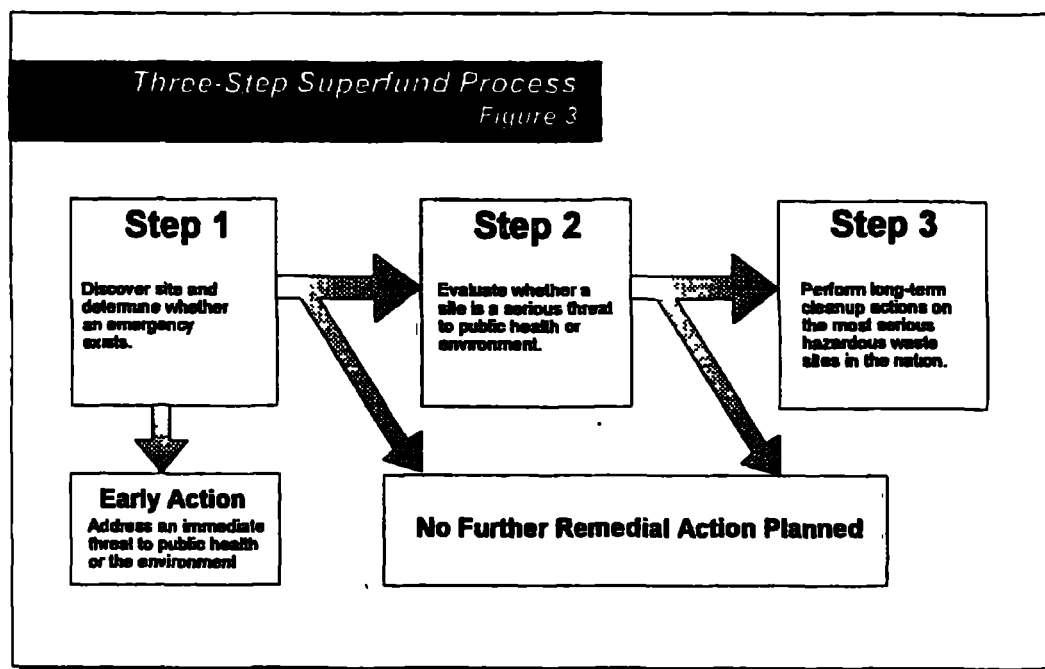 Three-Step Superfund Process
Figure 3
Step 1
Discover site and
determine whether
an emergency
exists.
Step 2
Evaluate whether a
site is a serious threat
to public health or
environment.
Step 3
Perform long-term
cleanup actions on
the most serious
hazardous waste
sites in the nation.
Early Action
Address an immediate
threat to public health
or the environment
No Further Remedial Action Planned